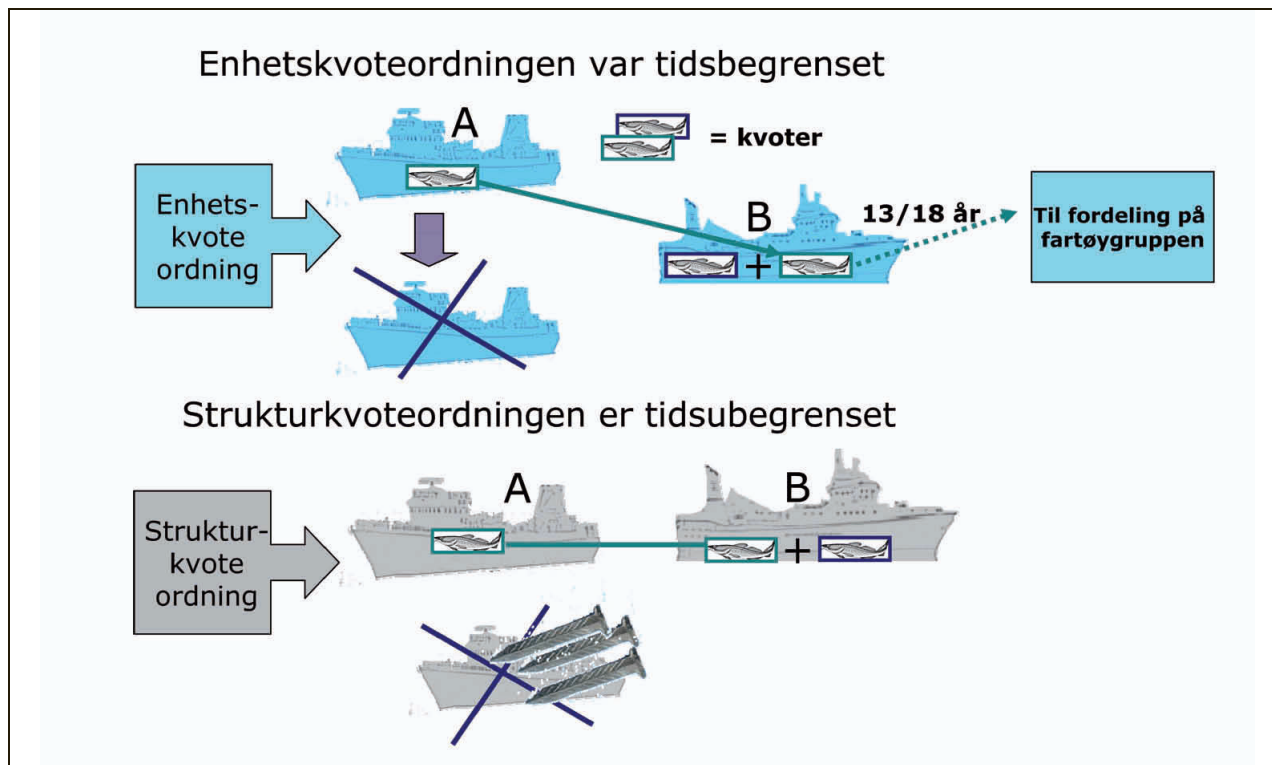 Enhetskvoteordningen var tidsbegrenset
A
= kvoter
Enhets-
kvote
ordning
B
13/18 år
+
Til fordeling på
fartøygruppen
Strukturkvoteordningen er tidsubegrenset
A
B
Struktur-
kvote
ordning
+